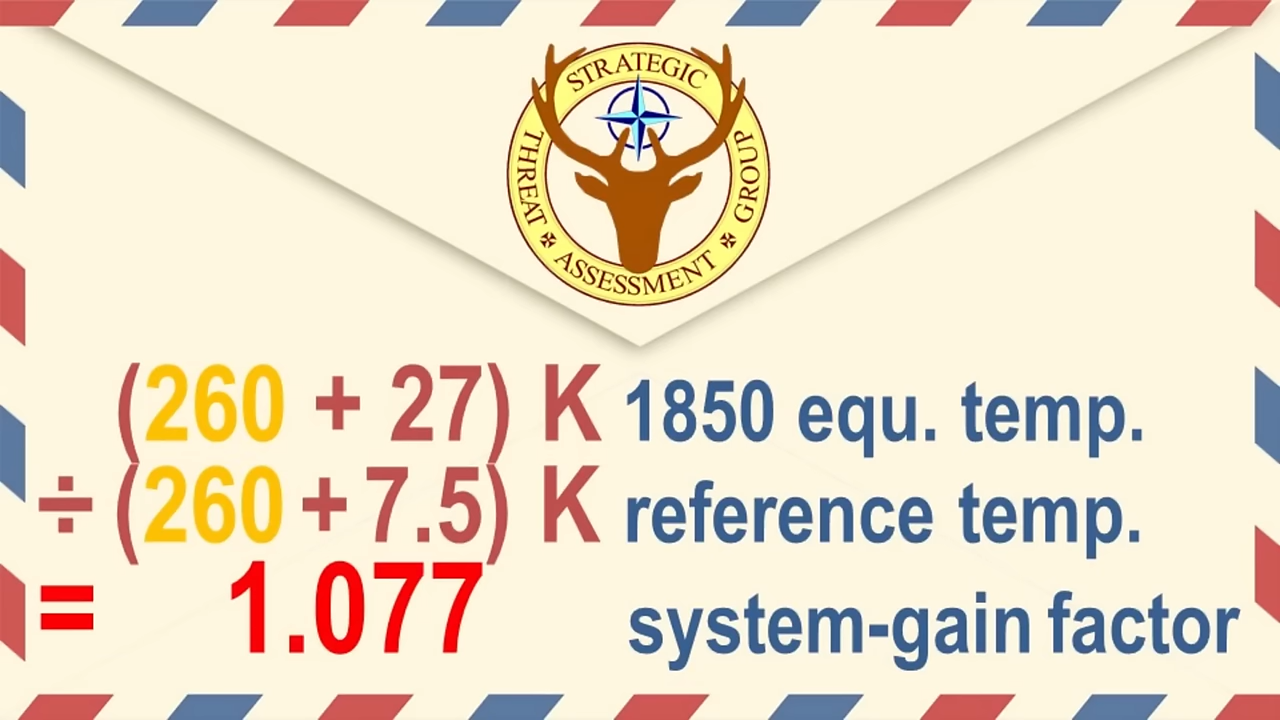 STRATEGIC
THREAT
GROUP
ASSESSMENT
(260 + 27) K 1850 equ. temp.
÷ (260 + 7.5) K reference temp.
= 1.077 system-gain factor